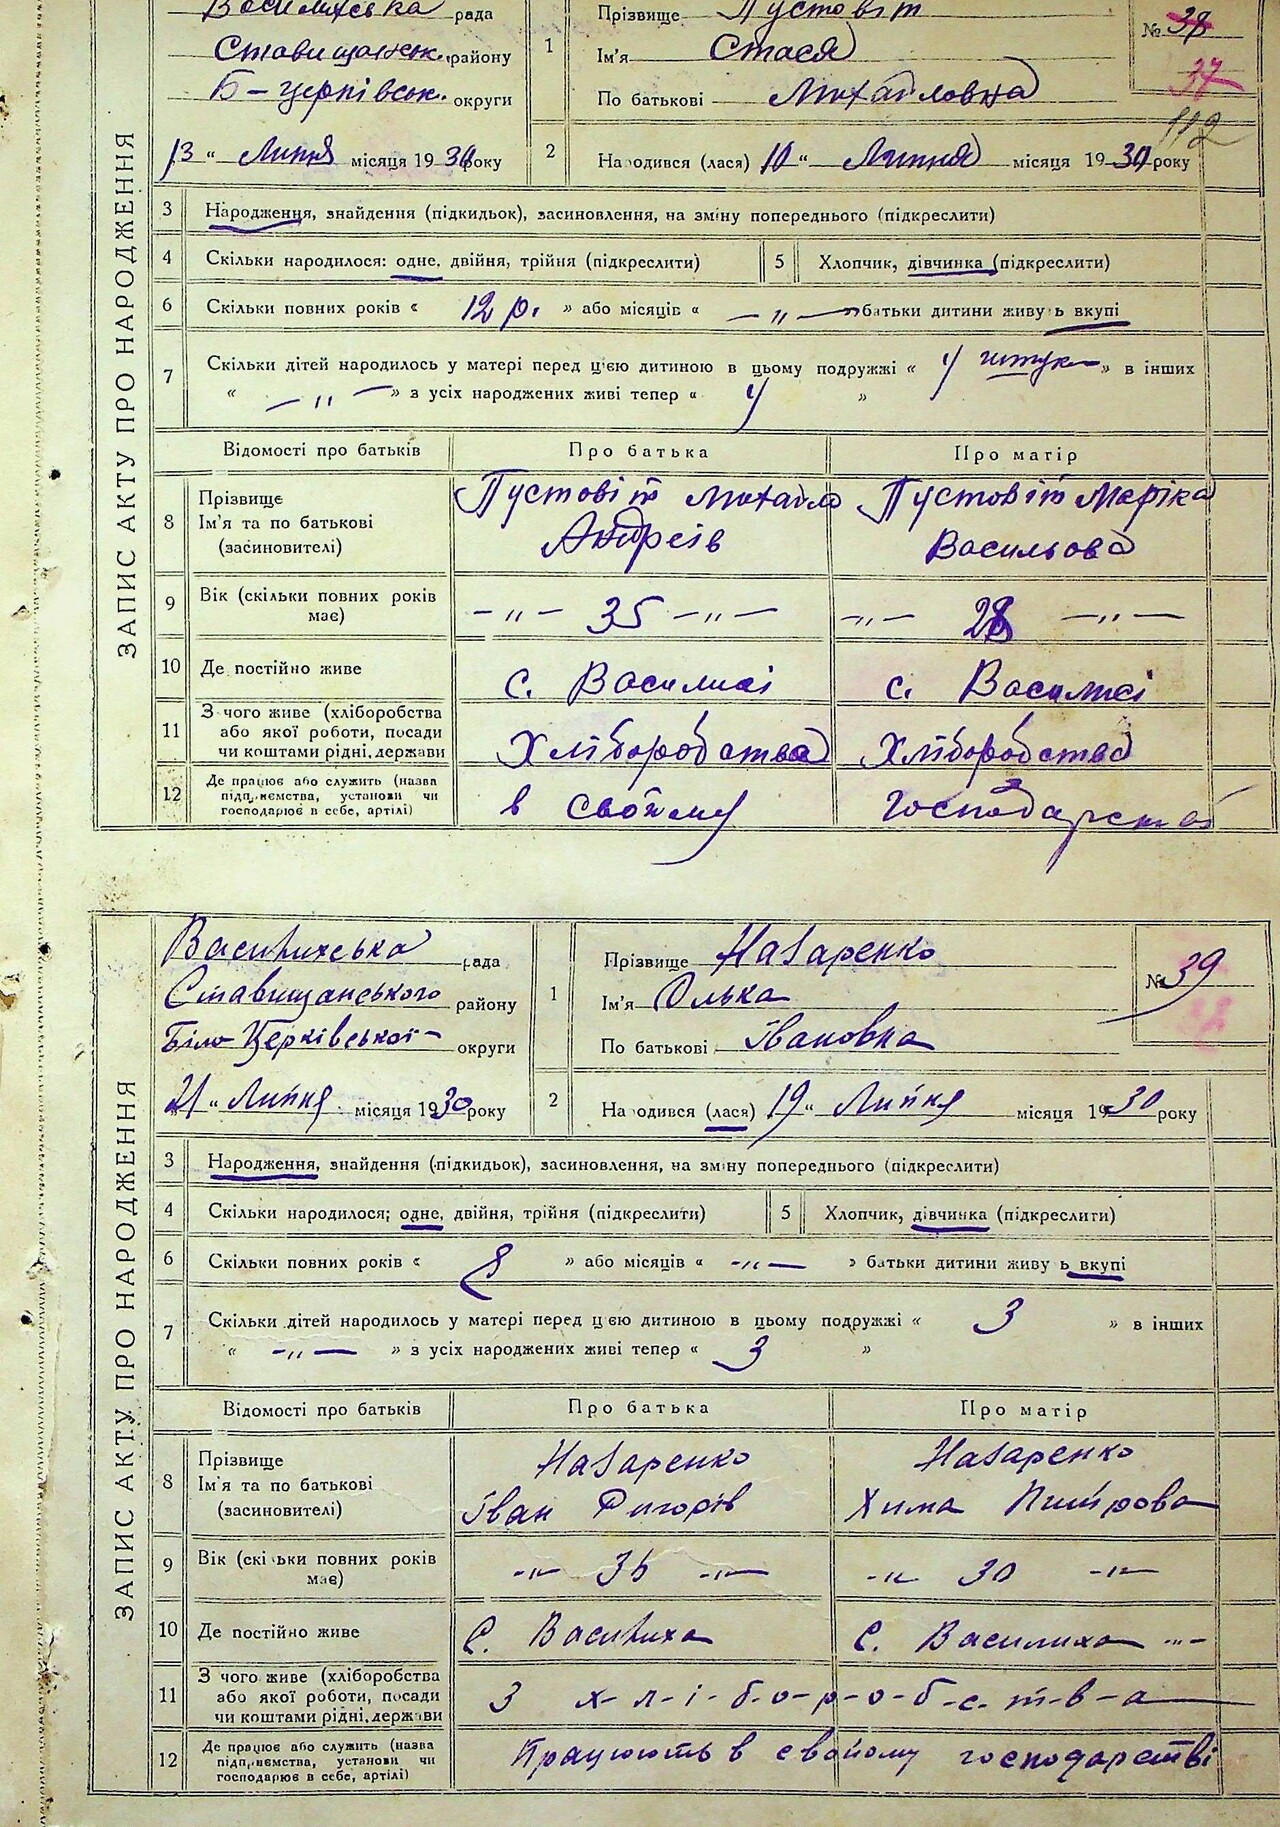 ЗАПИС АКТУ ПРО НАРОДЖЕННЯ
рада
Ставищанськ. району
Б-церківськ. округи
13 " Липня місяця 1930 року
1
Прізвище Пустовіт
Ім'я Стася
По батькові Михайловна
№ 38
37
112
2
Народився (лася) 10 " Липня місяця 1930 року
3 Народження, знайдення (підкидьок), засиновлення, на зміну попереднього (підкреслити)
4 Скільки народилося: одне, двійня, трійня (підкреслити)
5 Хлопчик, дівчинка (підкреслити)
6 Скільки повних років « 12 р. » або місяців « — " — » батьки дитини живуть вкупі
7 Скільки дітей народилось у матері перед цією дитиною в цьому подружжі « 4 штук » в інших
« — " — » з усіх народжених живі тепер « 4 »
Відомості про батьків
Про батька
Про матір
8 Прізвище
Ім'я та по батькові
(засиновителі)
Пустовіт Михайло
Андреів
Пустовіт Маріка
Васильова
9 Вік (скільки повних років має)
— " — 35 — " —
— " — 28 — " —
10 Де постійно живе
с. Василисі
с. Василисі
11 З чого живе (хліборобства
або якої роботи, посади
чи коштами рідні, держави
Хліборобства
Хліборобства
12 Де працює або служить (назва
підприємства, установи чи
господарює в себе, артілі)
в своїому
господарстві
ЗАПИС АКТУ ПРО НАРОДЖЕННЯ
Василихська рада
Ставищанського району
Біло-Церківської округи
21 " Липня місяця 1930 року
1
Прізвище Назаренко
Ім'я Олька
По батькові Івановна
№ 39
2
Народився (лася) 19 " Липня місяця 1930 року
3 Народження, знайдення (підкидьок), засиновлення, на зміну попереднього (підкреслити)
4 Скільки народилося; одне, двійня, трійня (підкреслити)
5 Хлопчик, дівчинка (підкреслити)
6 Скільки повних років « 8 » або місяців « — " — » батьки дитини живуть вкупі
7 Скільки дітей народилось у матері перед цією дитиною в цьому подружжі « 3 » в інших
« — " — » з усіх народжених живі тепер « 3 »
Відомості про батьків
Про батька
Про матір
8 Прізвище
Ім'я та по батькові
(засиновителі)
Назаренко
Іван Григорів
Назаренко
Хима
9 Вік (скільки повних років має)
— " — — " —
— " — 30 — " —
10 Де постійно живе
С. Василиха
С. Василиха — " —
11 З чого живе (хліборобства
або якої роботи, посади
чи коштами рідні, держави
З х-л-і-б-о-р-о-б-с-т-в-а
12 Де працює або служить (назва
підприємства, установи чи
господарює в себе, артілі)
Працюють в свойому господарстві